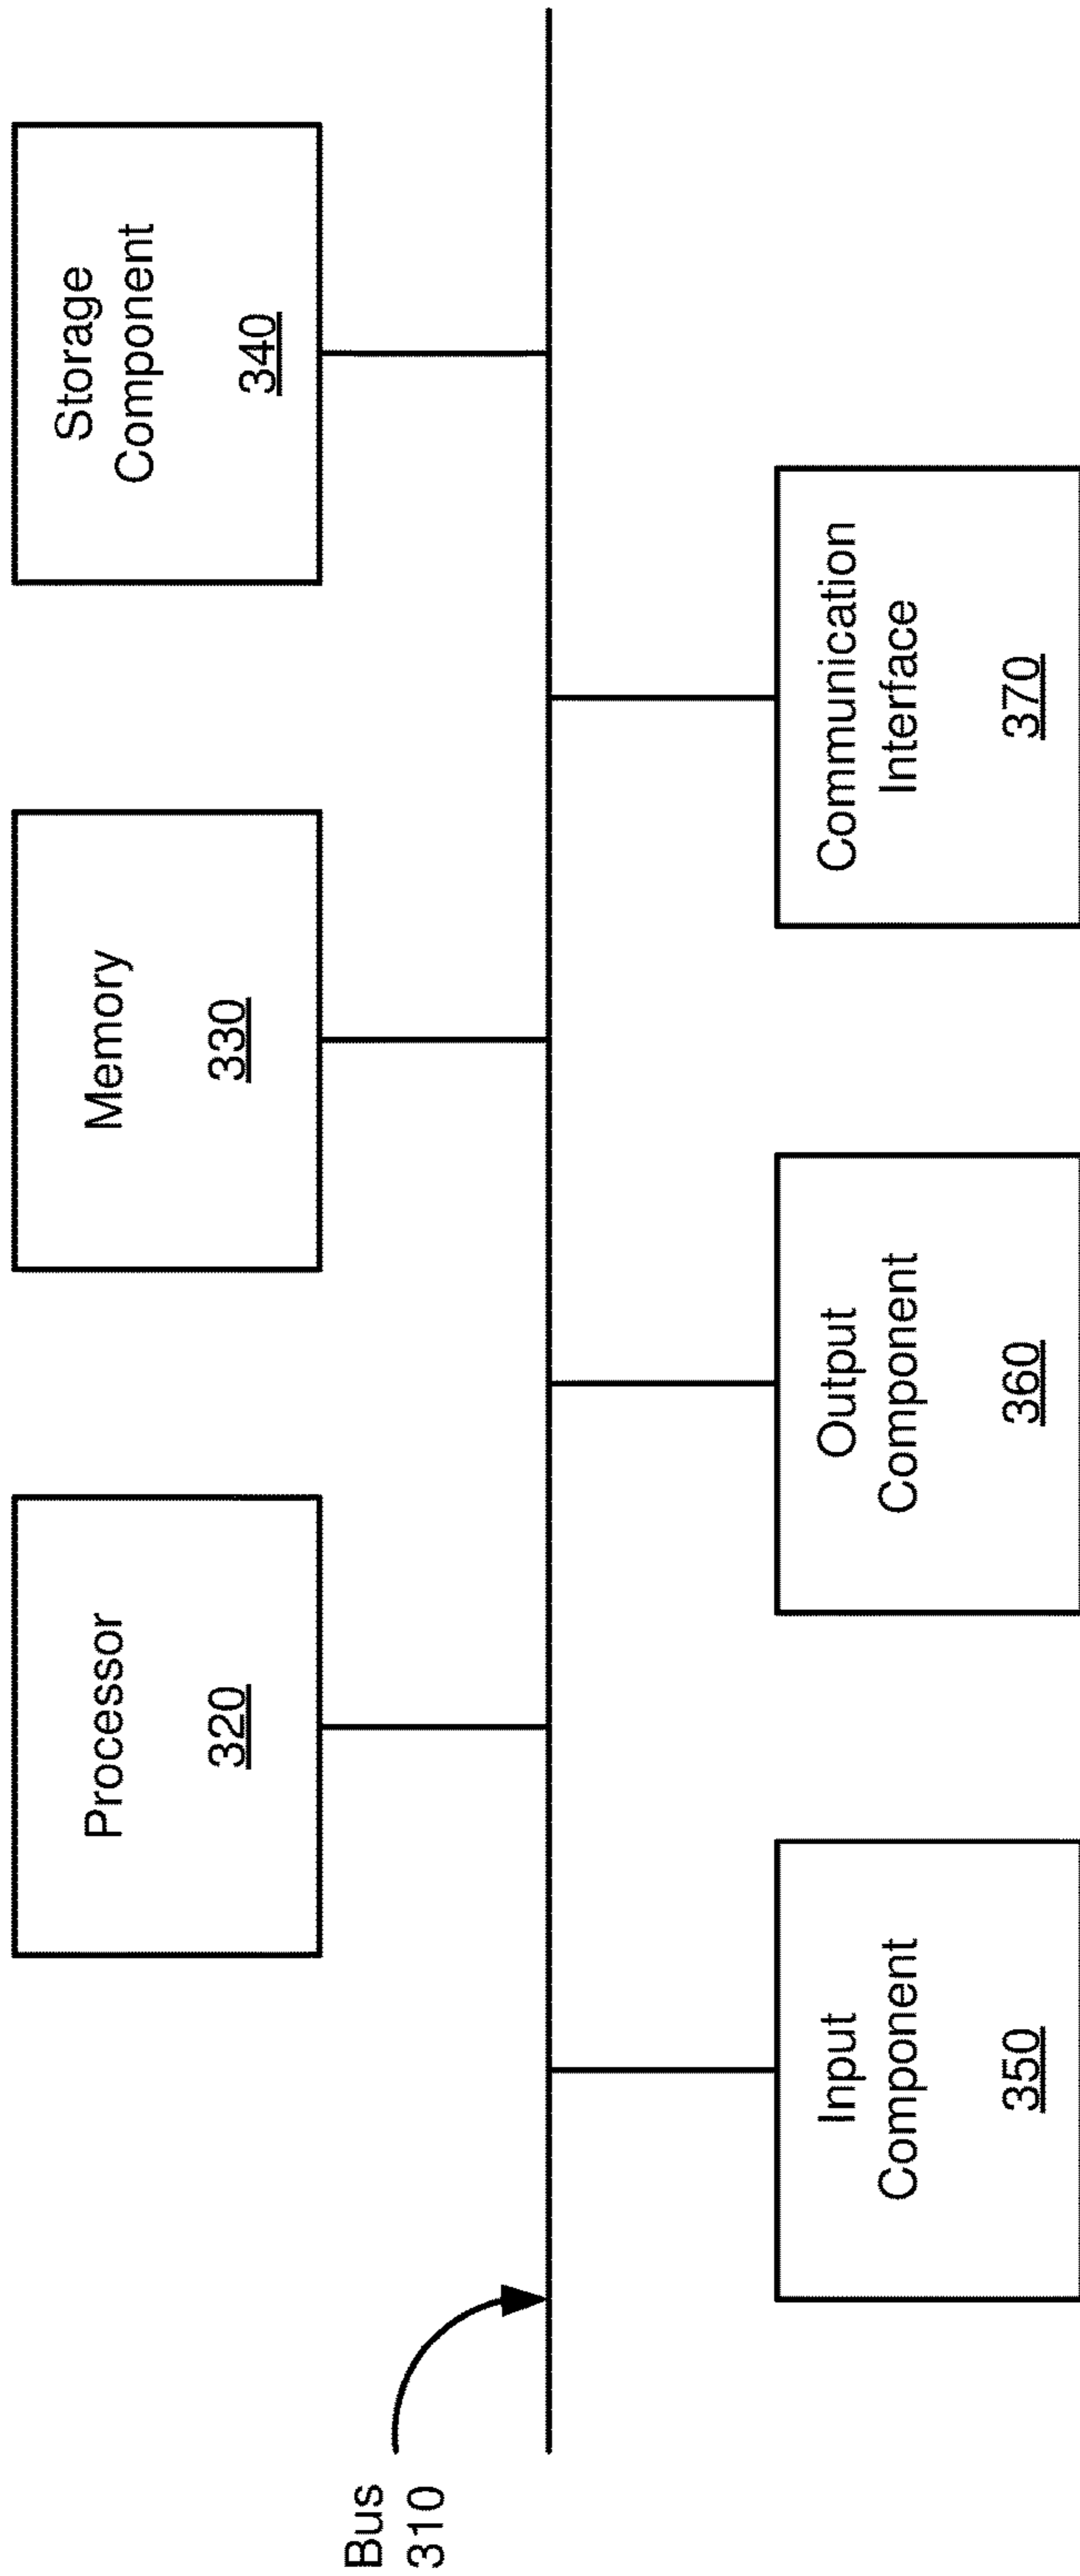 Processor
320
Memory
330
Storage
Component
340
Bus
310
Input
Component
350
Output
Component
360
Communication
Interface
370